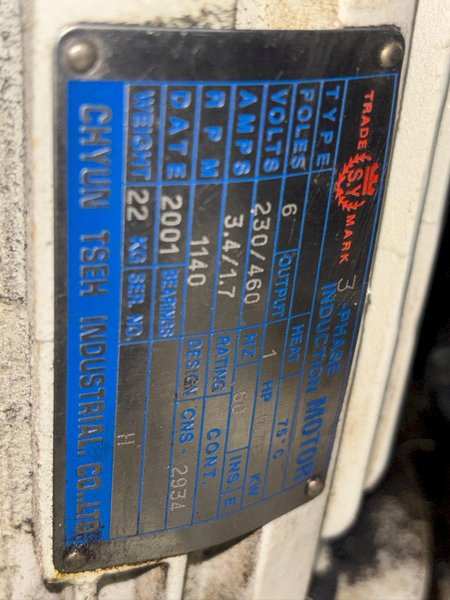 TRADE S.Y MARK
3 -PHASE INDUCTION MOTOR
TYPE HEAT 75°C
POLES 6 OUTPUT 1 HP KW
VOLTS 230/460 HZ 60 INS E
AMPS 3.4/1.7 RATING CONT.
R P M 1140 DESIGN CNS-2934
DATE 2001 BEARINGS
WEIGHT 22 KG SER. NO. H
CHYUN TSEH INDUSTRIAL. CO.LTD.